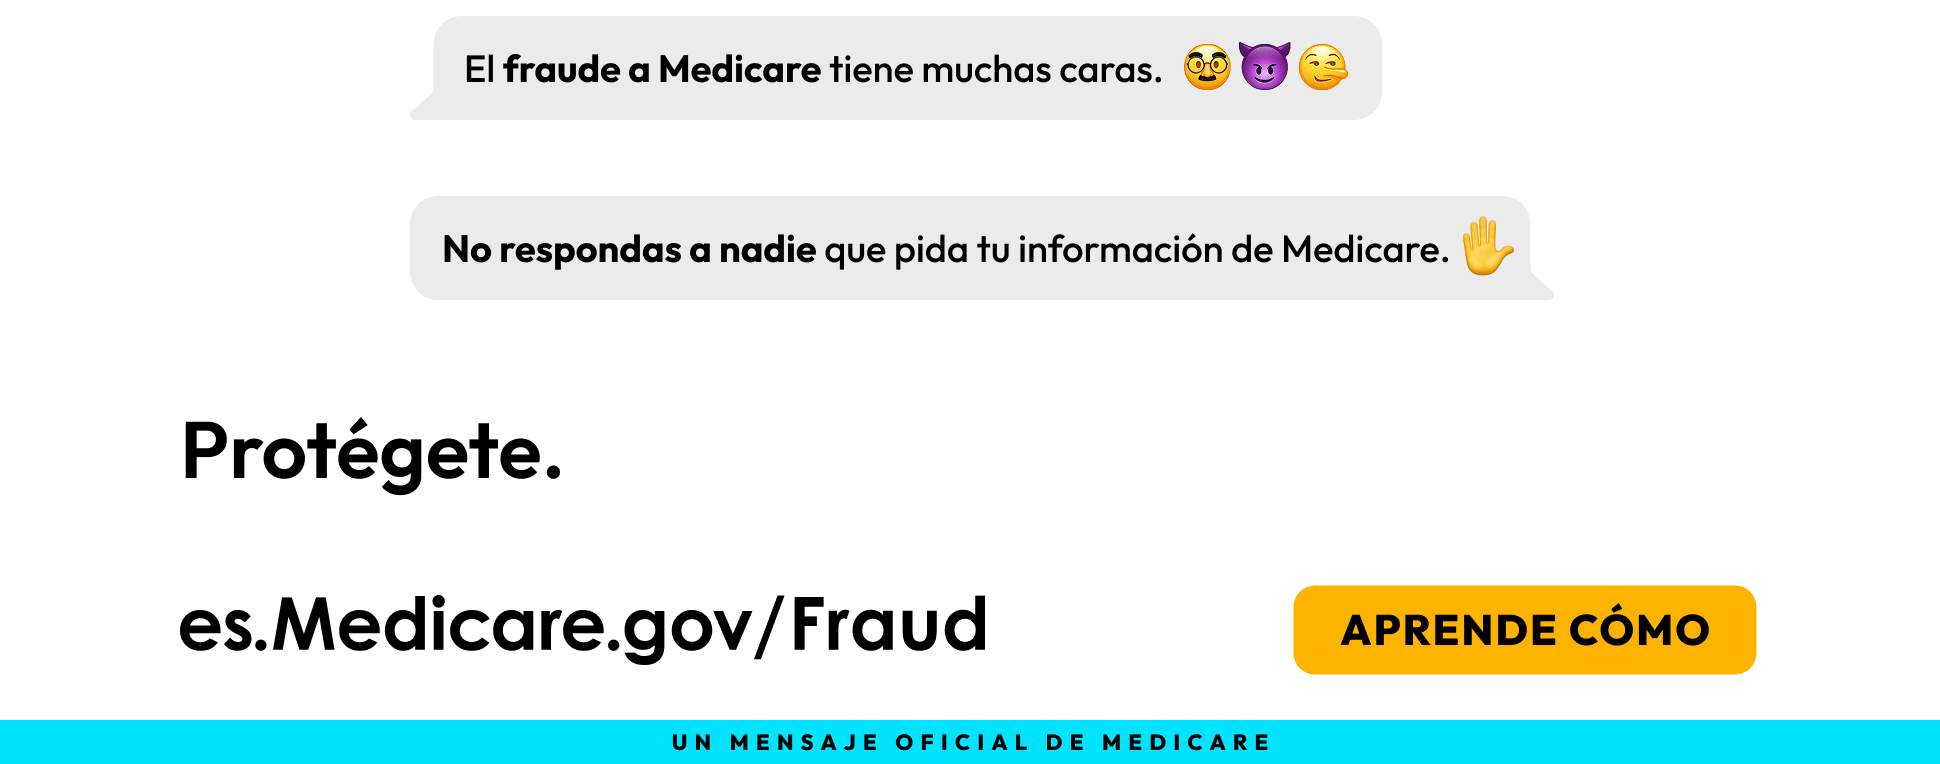 El fraude a Medicare tiene muchas caras. 🥸😈🤥
No respondas a nadie que pida tu información de Medicare. ✋
Protégete.
es.Medicare.gov/Fraud
APRENDE CÓMO
UN MENSAJE OFICIAL DE MEDICARE